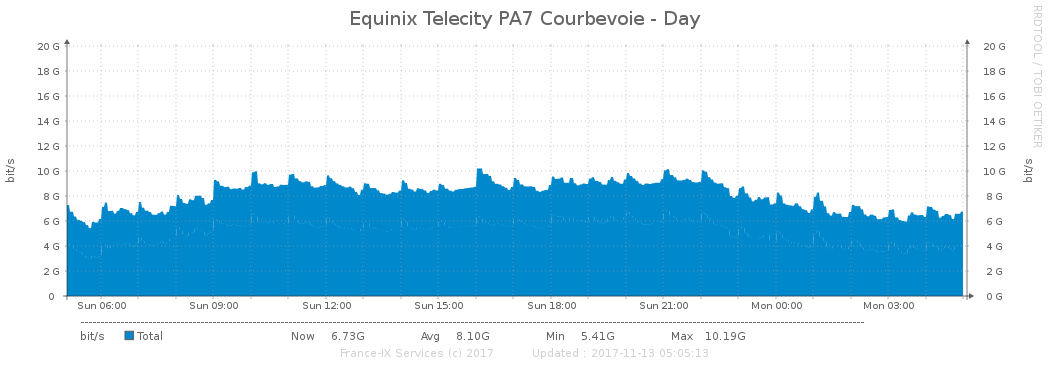 Equinix Telecity PA7 Courbevoie - Day
RRDTOOL / TOBI OETIKER
bit/s
bit/s
20 G 20 G
18 G 18 G
16 G 16 G
14 G 14 G
12 G 12 G
10 G 10 G
8 G 8 G
6 G 6 G
4 G 4 G
2 G 2 G
0 0 G
Sun 06:00 Sun 09:00 Sun 12:00 Sun 15:00 Sun 18:00 Sun 21:00 Mon 00:00 Mon 03:00
bit/s Total Now 6.73G Avg 8.10G Min 5.41G Max 10.19G
France-IX Services (c) 2017 Updated : 2017-11-13 05:05:13